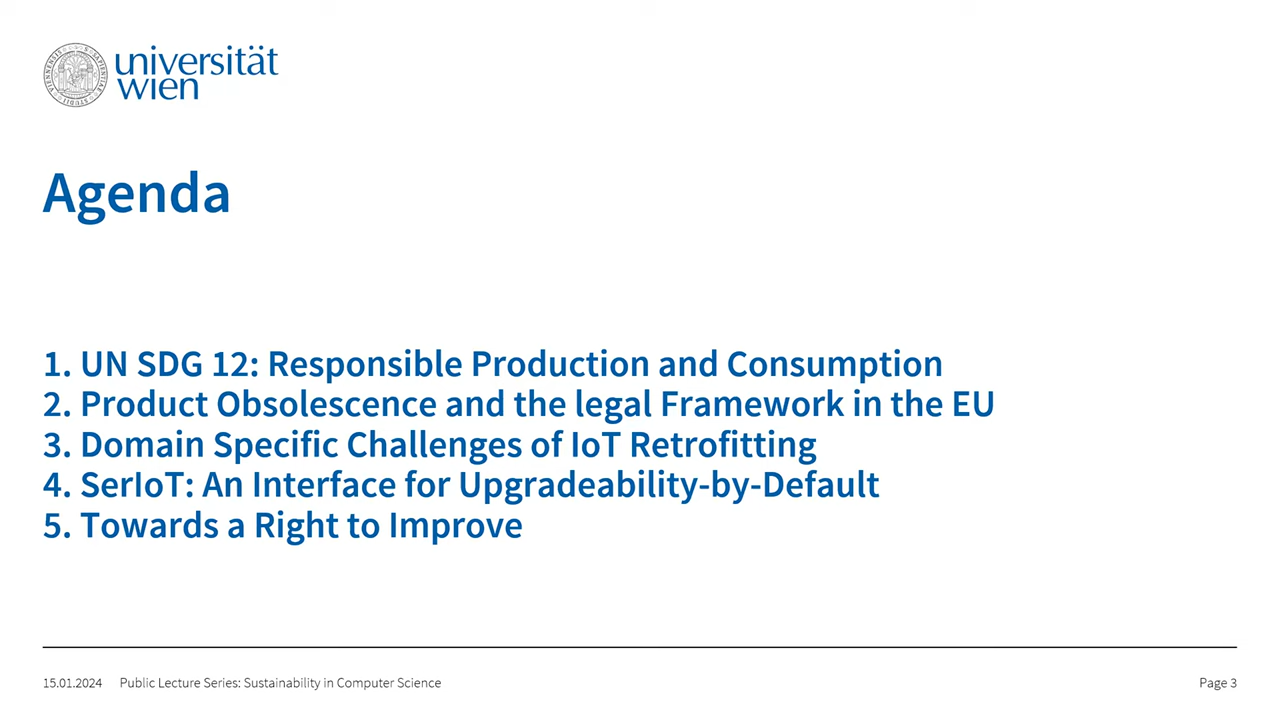 universität
wien
Agenda
1. UN SDG 12: Responsible Production and Consumption
2. Product Obsolescence and the legal Framework in the EU
3. Domain Specific Challenges of IoT Retrofitting
4. SerIoT: An Interface for Upgradeability-by-Default
5. Towards a Right to Improve
15.01.2024 Public Lecture Series: Sustainability in Computer Science Page 3